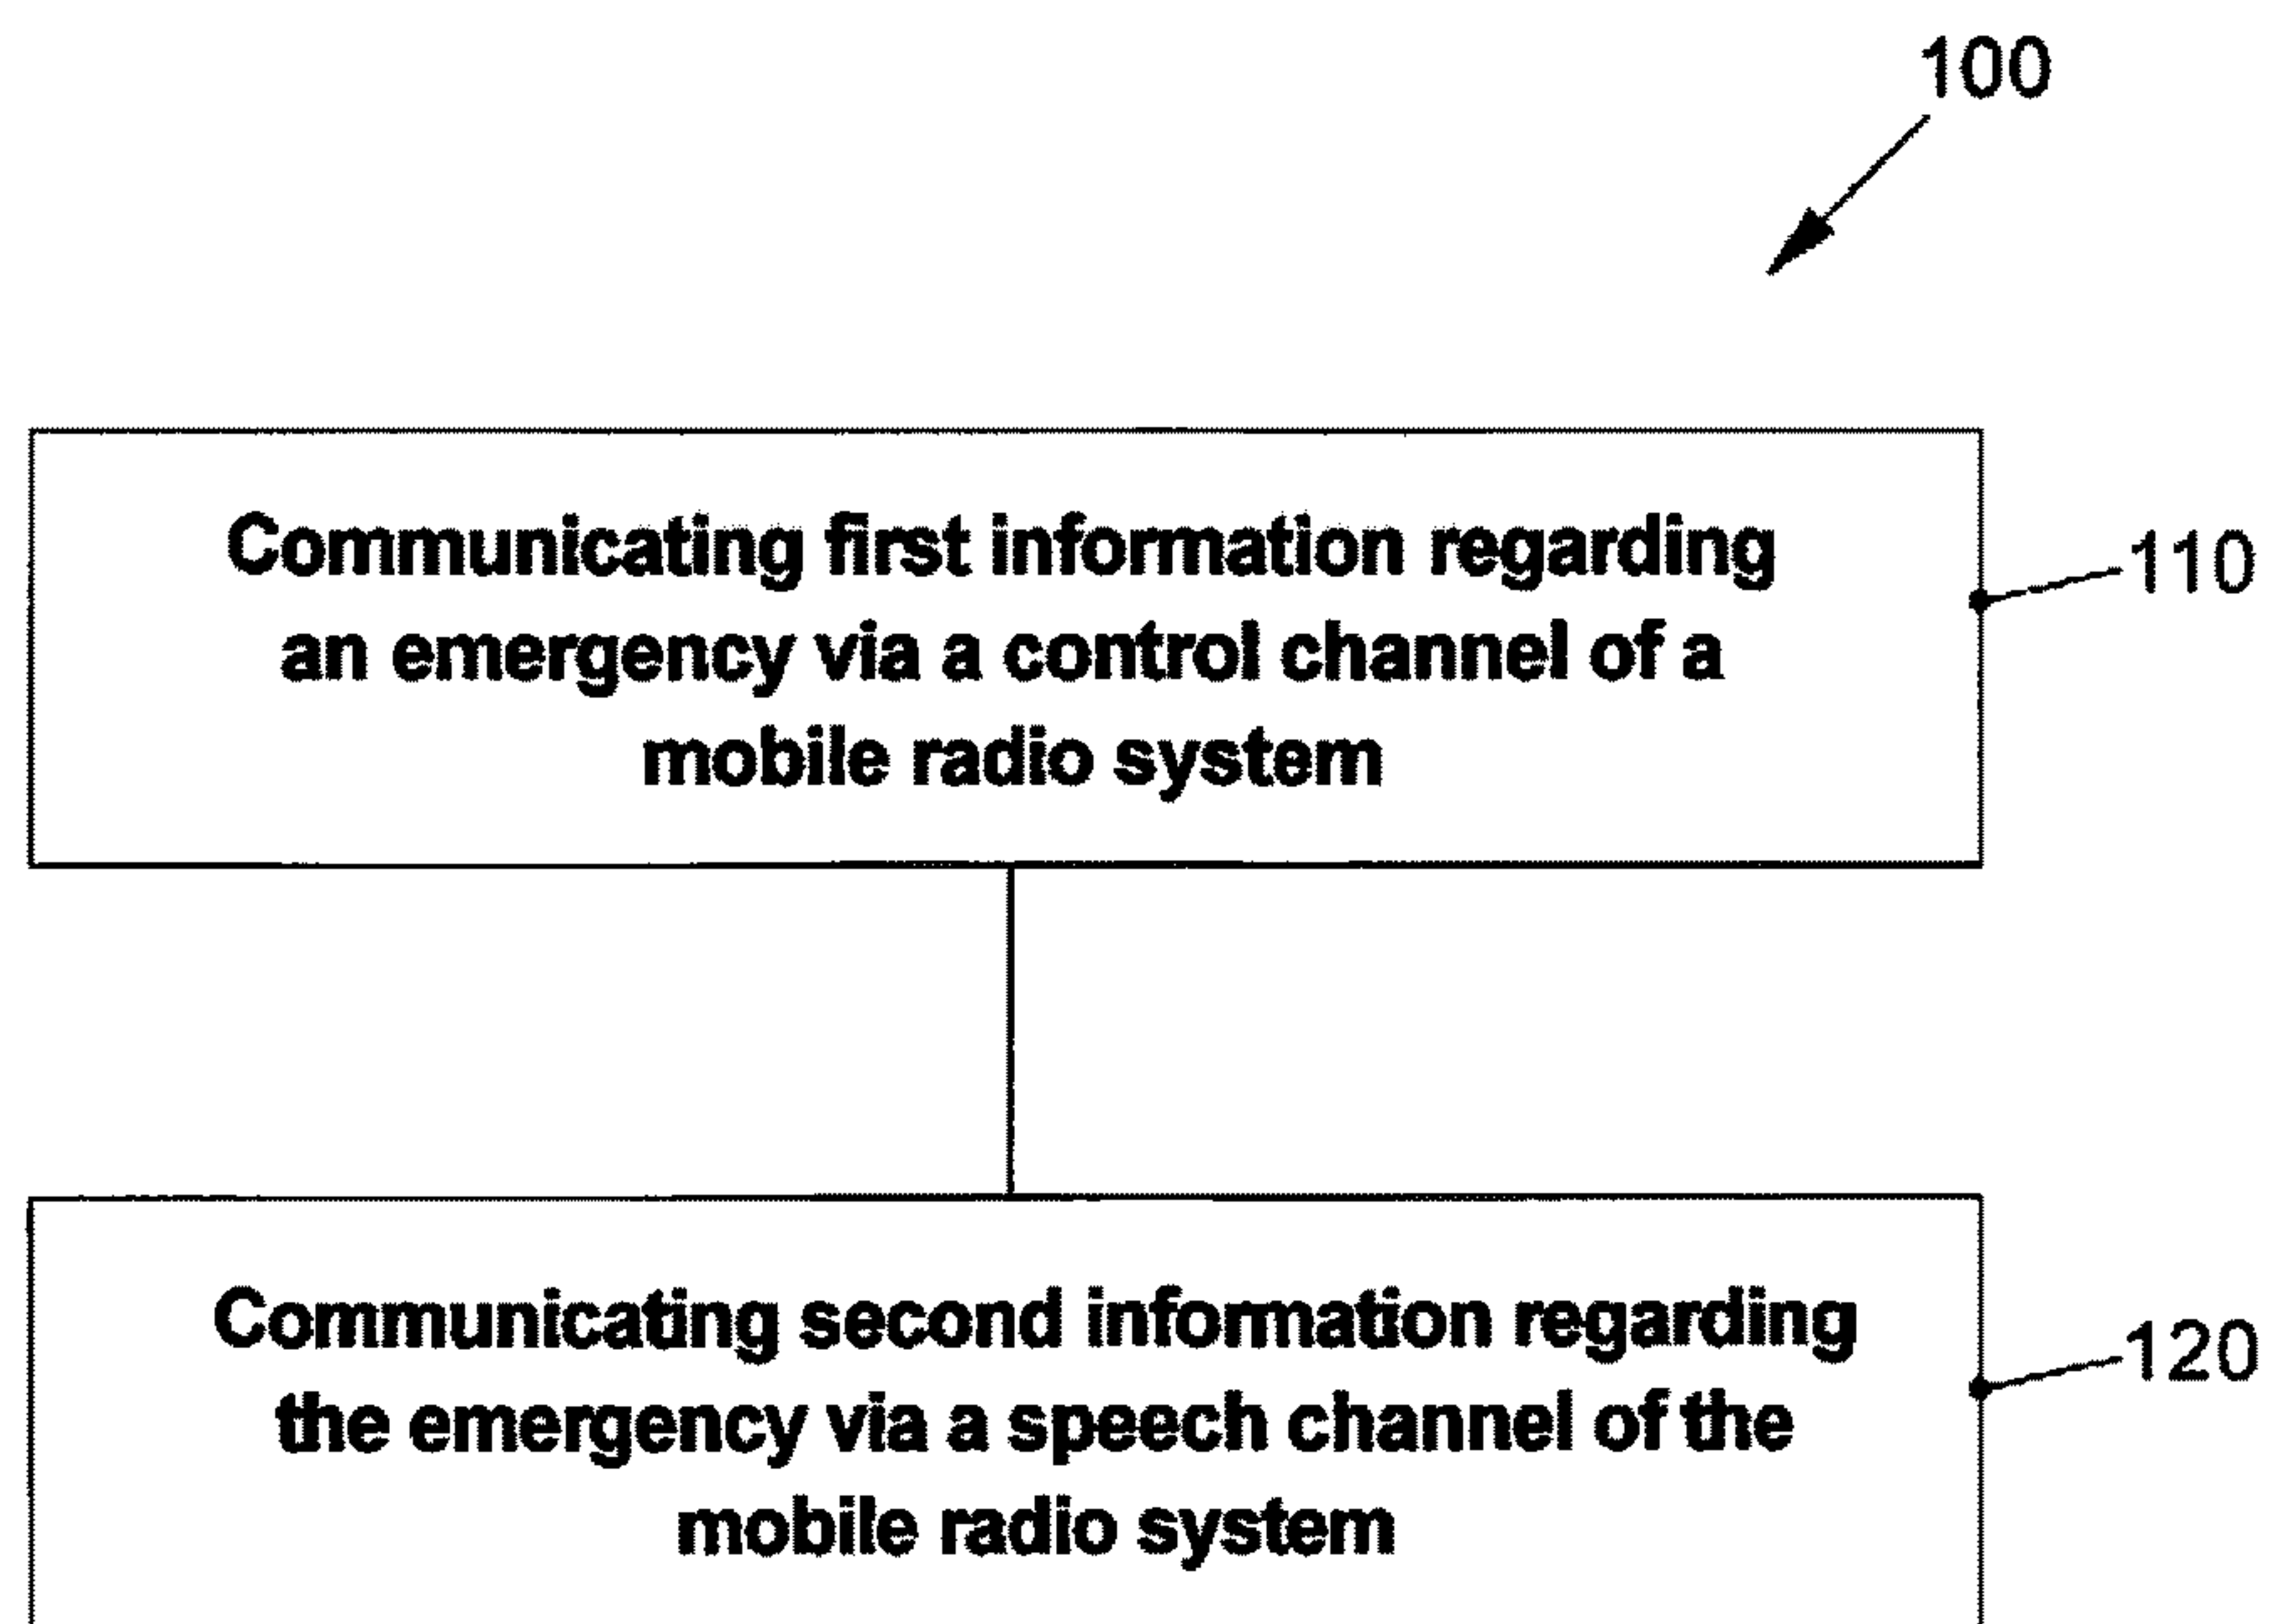 100
Communicating first information regarding
an emergency via a control channel of a
mobile radio system
110
Communicating second information regarding
the emergency via a speech channel of the
mobile radio system
120